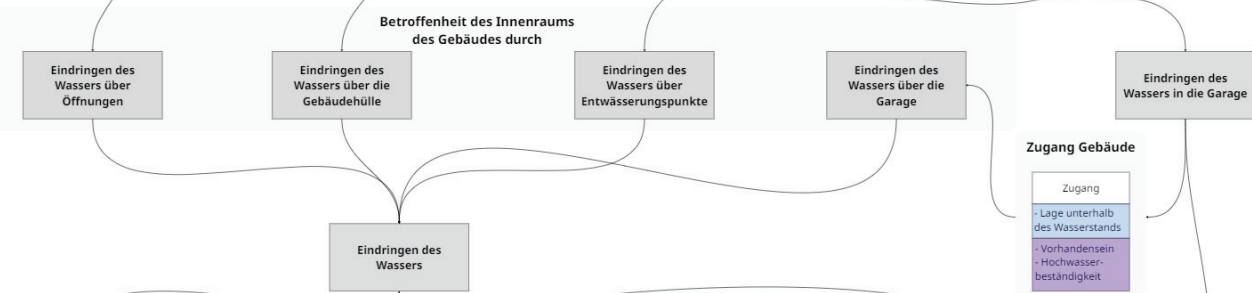 Betroffenheit des Innenraums
des Gebäudes durch
Eindringen des
Wassers über
Öffnungen
Eindringen des
Wassers über die
Gebäudehülle
Eindringen des
Wassers über
Entwässerungspunkte
Eindringen des
Wassers über die
Garage
Eindringen des
Wassers in die Garage
Zugang Gebäude
Zugang
- Lage unterhalb
des Wasserstands
- Vorhandensein
- Hochwasser-
beständigkeit
Eindringen des
Wassers